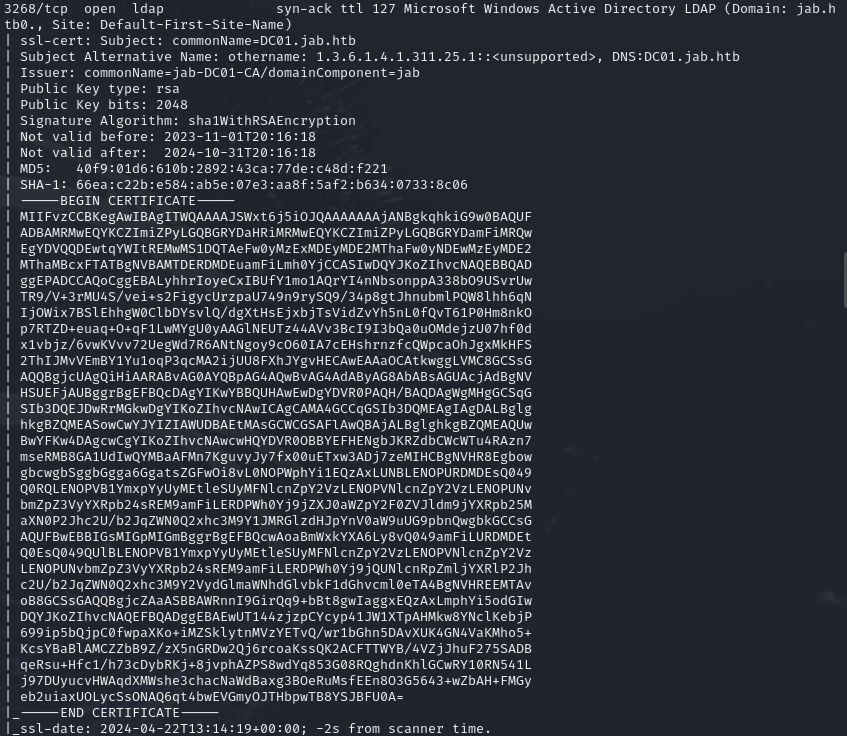 3268/tcp  open  ldap              syn-ack ttl 127 Microsoft Windows Active Directory LDAP (Domain: jab.h
tb0., Site: Default-First-Site-Name)
| ssl-cert: Subject: commonName=DC01.jab.htb
| Subject Alternative Name: othername: 1.3.6.1.4.1.311.25.1::<unsupported>, DNS:DC01.jab.htb
| Issuer: commonName=jab-DC01-CA/domainComponent=jab
| Public Key type: rsa
| Public Key bits: 2048
| Signature Algorithm: sha1WithRSAEncryption
| Not valid before: 2023-11-01T20:16:18
| Not valid after:  2024-10-31T20:16:18
| MD5:   40f9:01d6:610b:2892:43ca:77de:c48d:f221
| SHA-1: 66ea:c22b:e584:ab5e:07e3:aa8f:5af2:b634:0733:8c06
| -----BEGIN CERTIFICATE-----
| MIIFvzCCBKegAwIBAgITWQAAAAJSWxt6j5iOJQAAAAAAAjANBgkqhkiG9w0BAQUF
| ADBAMRMwEQYKCZImiZPyLGQBGRYDaHRiMRMwEQYKCZImiZPyLGQBGRYDamFiMRQw
| EgYDVQQDEwtqYWItREMwMS1DQTAeFw0yMzExMDEyMDE2MThaFw0yNDEwMzEyMDE2
| MThaMBcxFTATBgNVBAMTDERDMDEuamFiLmh0YjCCASIwDQYJKoZIhvcNAQEBBQAD
| ggEPADCCAQoCggEBALyhhrIoyeCxIBUfY1mo1AQrYI4nNbsonppA338bO9USvrUw
| TR9/V+3rMU4S/vei+s2FigycUrzpaU749n9rySQ9/34p8gtJhnubmlPQW8lhh6qN
| IjOWix7BSlEhhgW0ClbDYsvlQ/dgXtHsEjxbjTsVidZvYh5nL0fQvT61P0Hm8nkO
| p7RTZD+euaq+O+qF1LwMYgU0yAAGlNEUTz44AVv3BcI9I3bQa0uOMdejzU07hf0d
| x1vbjz/6vwKVvv72UegWd7R6ANtNgoy9cO60IA7cEHshrnzfcQWpcaOhJgxMkHFS
| 2ThIJMvVEmBY1Yu1oqP3qcMA2ijUU8FXhJYgvHECAwEAAaOCAtkwggLVMC8GCSsG
| AQQBgjcUAgQiHiAARABvAG0AYQBpAG4AQwBvAG4AdAByAG8AbABsAGUAcjAdBgNV
| HSUEFjAUBggrBgEFBQcDAgYIKwYBBQUHAwEwDgYDVR0PAQH/BAQDAgWgMHgGCSqG
| SIb3DQEJDwRrMGkwDgYIKoZIhvcNAwICAgCAMA4GCCqGSIb3DQMEAgIAgDALBglg
| hkgBZQMEASowCwYJYIZIAWUDBAEtMAsGCWCGSAFlAwQBAjALBglghkgBZQMEAQUw
| BwYFKw4DAgcwCgYIKoZIhvcNAwcwHQYDVR0OBBYEFHENgbJKRZdbCWcWTu4RAzn7
| mseRMB8GA1UdIwQYMBaAFMn7KguvyJy7fx00uETxw3ADj7zeMIHCBgNVHR8Egbow
| gbcwgbSggbGgga6GgatsZGFwOi8vL0NOPWphYi1EQzAxLUNBLENOPURDMDEsQ049
| Q0RQLENOPVB1YmxpYyUyMEtleSUyMFNlcnZpY2VzLENOPVNlcnZpY2VzLENOPUNv
| bmZpZ3VyYXRpb24sREM9amFiLERDPWh0Yj9jZXJ0aWZpY2F0ZVJldm9jYXRpb25M
| aXN0P2Jhc2U/b2JqZWN0Q2xhc3M9Y1JMRGlzdHJpYnV0aW9uUG9pbnQwgbkGCCsG
| AQUFBwEBBIGsMIGpMIGmBggrBgEFBQcwAoaBmWxkYXA6Ly8vQ049amFiLURDMDEt
| Q0EsQ049QUlBLENOPVB1YmxpYyUyMEtleSUyMFNlcnZpY2VzLENOPVNlcnZpY2Vz
| LENOPUNvbmZpZ3VyYXRpb24sREM9amFiLERDPWh0Yj9jQUNlcnRpZmljYXRlP2Jh
| c2U/b2JqZWN0Q2xhc3M9Y2VydGlmaWNhdGlvbkF1dGhvcml0eTA4BgNVHREEMTAv
| oB8GCSsGAQQBgjcZAaASBBAWRnnI9GirQq9+bBt8gwIaggxEQzAxLmphYi5odGIw
| DQYJKoZIhvcNAQEFBQADggEBAEwUT144zjzpCYcyp41JW1XTpAHMkw8YNclKebjP
| 699ip5bQjpC0fwpaXKo+iMZSklytnMVzYETvQ/wr1bGhn5DAvXUK4GN4VaKMho5+
| KcsYBaBlAMCZZbB9Z/zX5nGRDw2Qj6rcoaKssQK2ACFTTWYB/4VZjJhuF275SADB
| qeRsu+Hfc1/h73cDybRKj+8jvphAZPS8wdYq853G08RQghdnKhlGCwRY10RN541L
| j97DUyucvHWAqdXMWshe3chacNaWdBaxg3BOeRuMsfEEn8O3G5643+wZbAH+FMGy
| eb2uiaxUOLycSsONAQ6qt4bwEVGmyOJTHbpwTB8YSJBFU0A=
|_-----END CERTIFICATE-----
|_ssl-date: 2024-04-22T13:14:19+00:00; -2s from scanner time.